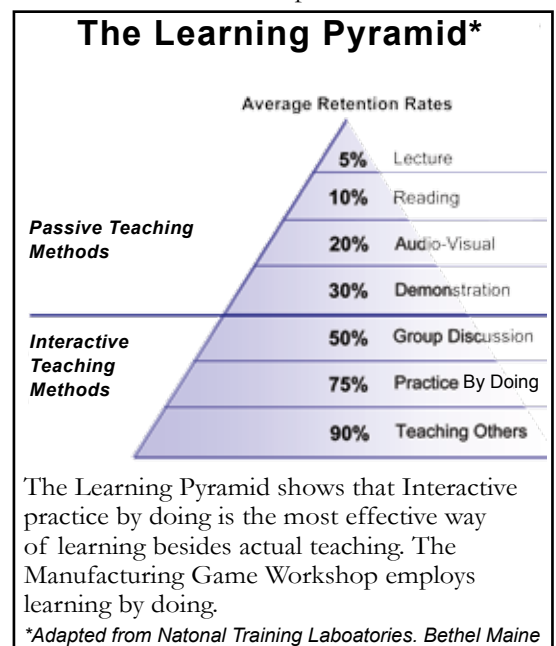 The Learning Pyramid*
Average Retention Rates
5% Lecture
10% Reading
20% Audio-Visual
30% Demonstration
Passive Teaching
Methods
50% Group Discussion
75% Practice By Doing
90% Teaching Others
Interactive
Teaching
Methods
The Learning Pyramid shows that Interactive
practice by doing is the most effective way
of learning besides actual teaching. The
Manufacturing Game Workshop employs
learning by doing.
*Adapted from Natonal Training Laboatories. Bethel Maine